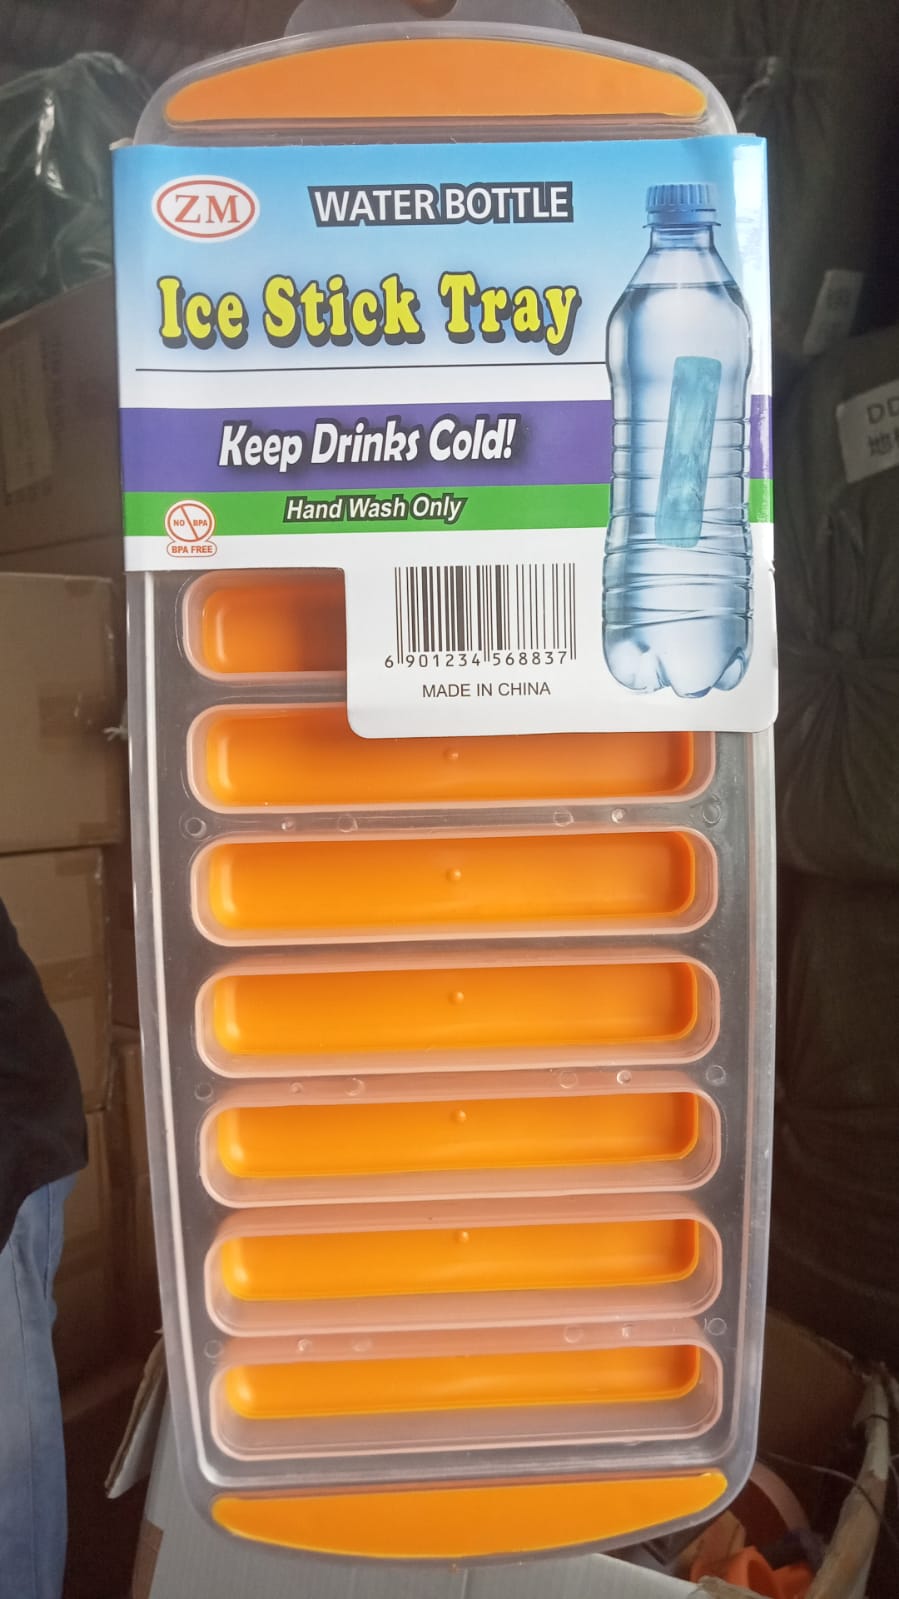 ZM
WATER BOTTLE
Ice Stick Tray
Keep Drinks Cold!
Hand Wash Only
NO BPA
BPA FREE
6 901234 568837
MADE IN CHINA
DD